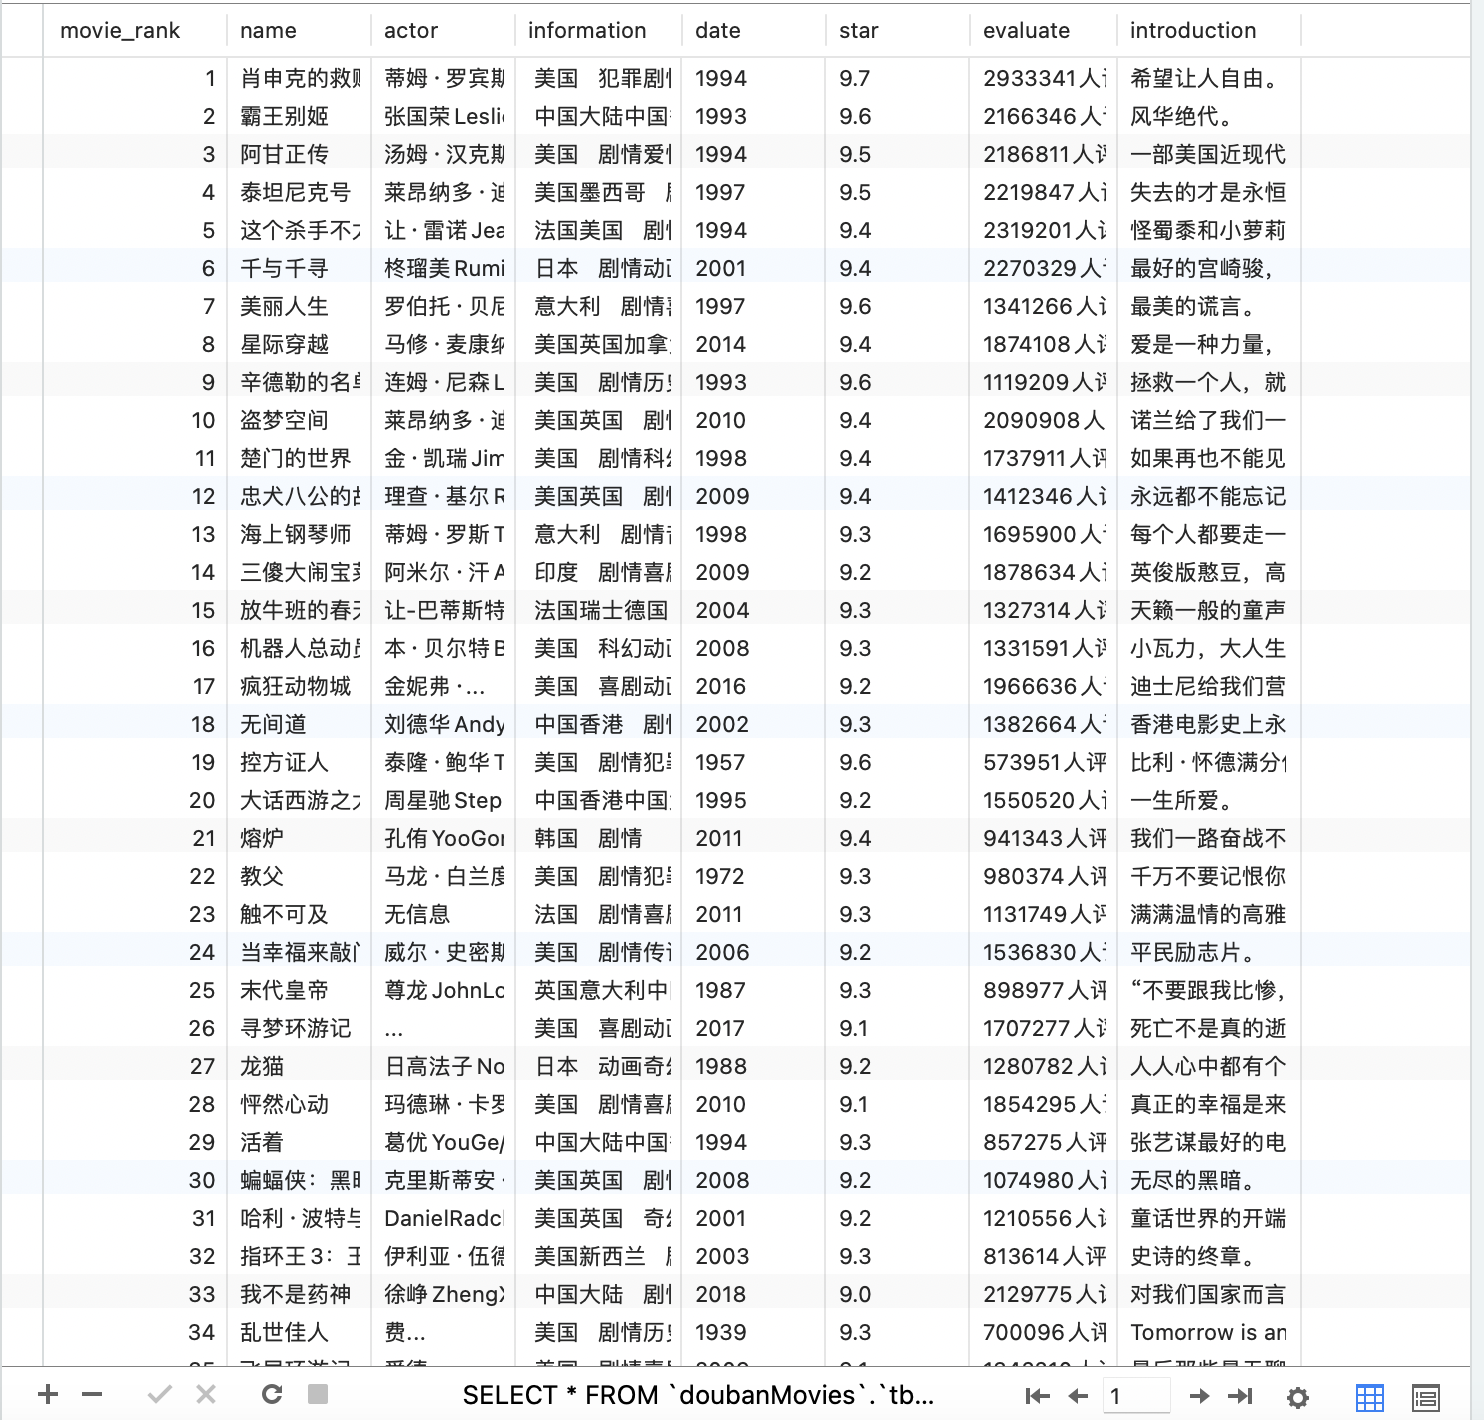 movie_rank name actor information date star evaluate introduction
1 肖申克的救 蒂姆·罗宾斯 美国 犯罪剧 1994 9.7 2933341人 希望让人自由。
2 霸王别姬 张国荣 Lesli 中国大陆中国 1993 9.6 2166346人 风华绝代。
3 阿甘正传 汤姆·汉克斯 美国 剧情爱 1994 9.5 2186811人评 一部美国近现代
4 泰坦尼克号 莱昂纳多·迪 美国墨西哥 1997 9.5 2219847人 失去的才是永恒
5 这个杀手不 让·雷诺 Jea 法国美国 剧 1994 9.4 2319201人 怪蜀黍和小萝莉
6 千与千寻 柊瑠美 Rumi 日本 剧情动 2001 9.4 2270329人 最好的宫崎骏，
7 美丽人生 罗伯托·贝尼 意大利 剧情 1997 9.6 1341266人 最美的谎言。
8 星际穿越 马修·麦康纳 美国英国加拿 2014 9.4 1874108人 爱是一种力量，
9 辛德勒的名 连姆·尼森 L 美国 剧情历 1993 9.6 1119209人评 拯救一个人，就
10 盗梦空间 莱昂纳多·迪 美国英国 剧 2010 9.4 2090908人 诺兰给了我们一
11 楚门的世界 金·凯瑞 Jim 美国 剧情科 1998 9.4 1737911人评 如果再也不能见
12 忠犬八公的 理查·基尔 R 美国英国 剧 2009 9.4 1412346人 永远都不能忘记
13 海上钢琴师 蒂姆·罗斯 T 意大利 剧情 1998 9.3 1695900人 每个人都要走一
14 三傻大闹宝 阿米尔·汗 A 印度 剧情喜 2009 9.2 1878634人 英俊版憨豆，高
15 放牛班的春 让-巴蒂斯特 法国瑞士德国 2004 9.3 1327314人 天籁一般的童声
16 机器人总动 本·贝尔特 B 美国 科幻动 2008 9.3 1331591人 小瓦力，大人生
17 疯狂动物城 金妮弗·... 美国 喜剧动 2016 9.2 1966636人 迪士尼给我们营
18 无间道 刘德华 Andy 中国香港 剧 2002 9.3 1382664人 香港电影史上永
19 控方证人 泰隆·鲍华 T 美国 剧情犯 1957 9.6 573951人评 比利·怀德满分
20 大话西游之 周星驰 Step 中国香港中国 1995 9.2 1550520人 一生所爱。
21 熔炉 孔侑 YooGo 韩国 剧情 2011 9.4 941343人评 我们一路奋战不
22 教父 马龙·白兰度 美国 剧情犯 1972 9.3 980374人评 千万不要记恨你
23 触不可及 无信息 法国 剧情喜 2011 9.3 1131749人评 满满温情的高雅
24 当幸福来敲 威尔·史密斯 美国 剧情传 2006 9.2 1536830人 平民励志片。
25 末代皇帝 尊龙 JohnLo 英国意大利中 1987 9.3 898977人评 “不要跟我比惨，
26 寻梦环游记 ... 美国 喜剧动 2017 9.1 1707277人 死亡不是真的逝
27 龙猫 日高法子 No 日本 动画奇 1988 9.2 1280782人 人人心中都有个
28 怦然心动 玛德琳·卡罗 美国 剧情喜 2010 9.1 1854295人 真正的幸福是来
29 活着 葛优 YouGe/ 中国大陆中国 1994 9.3 857275人评 张艺谋最好的电
30 蝙蝠侠：黑 克里斯蒂安· 美国英国 剧 2008 9.2 1074980人 无尽的黑暗。
31 哈利·波特与 DanielRadc 美国英国 奇 2001 9.2 1210556人 童话世界的开端
32 指环王3：王 伊利亚·伍德 美国新西兰 2003 9.3 813614人评 史诗的终章。
33 我不是药神 徐峥 ZhengX 中国大陆 剧 2018 9.0 2129775人 对我们国家而言
34 乱世佳人 费... 美国 剧情历 1939 9.3 700096人评 Tomorrow is an
SELECT * FROM `doubanMovies`.`tb... 1